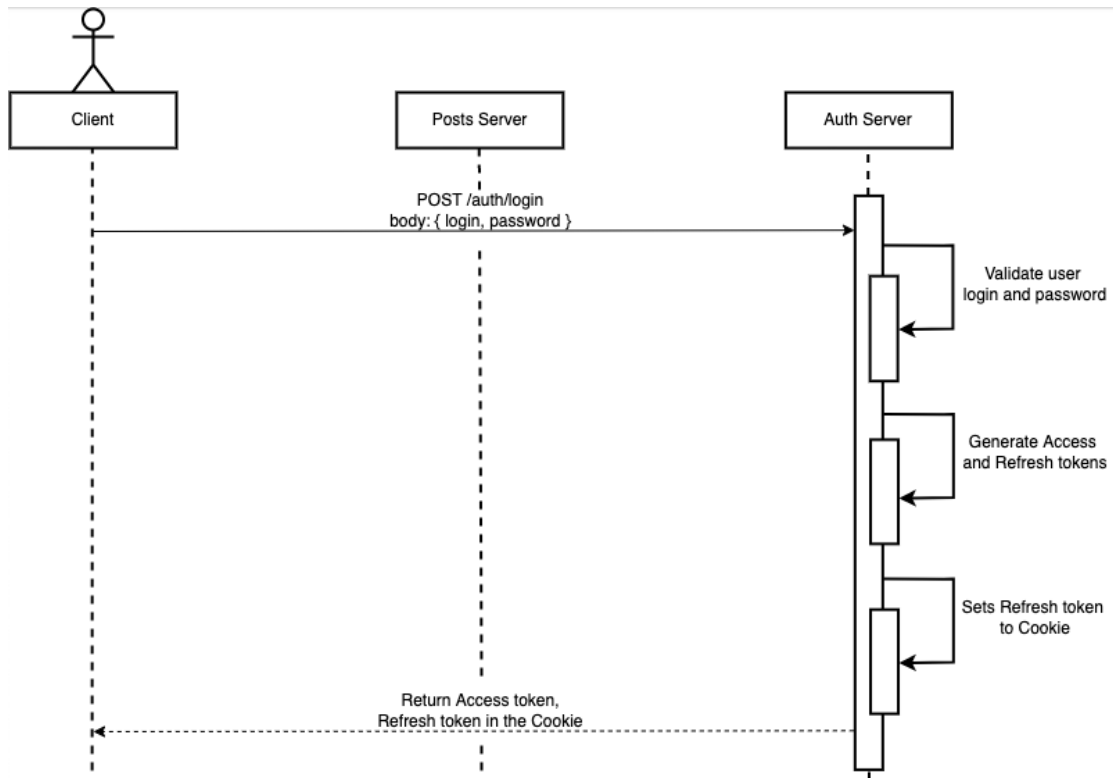 Client
Posts Server
Auth Server
POST /auth/login
body: { login, password }
Validate user
login and password
Generate Access
and Refresh tokens
Sets Refresh token
to Cookie
Return Access token,
Refresh token in the Cookie